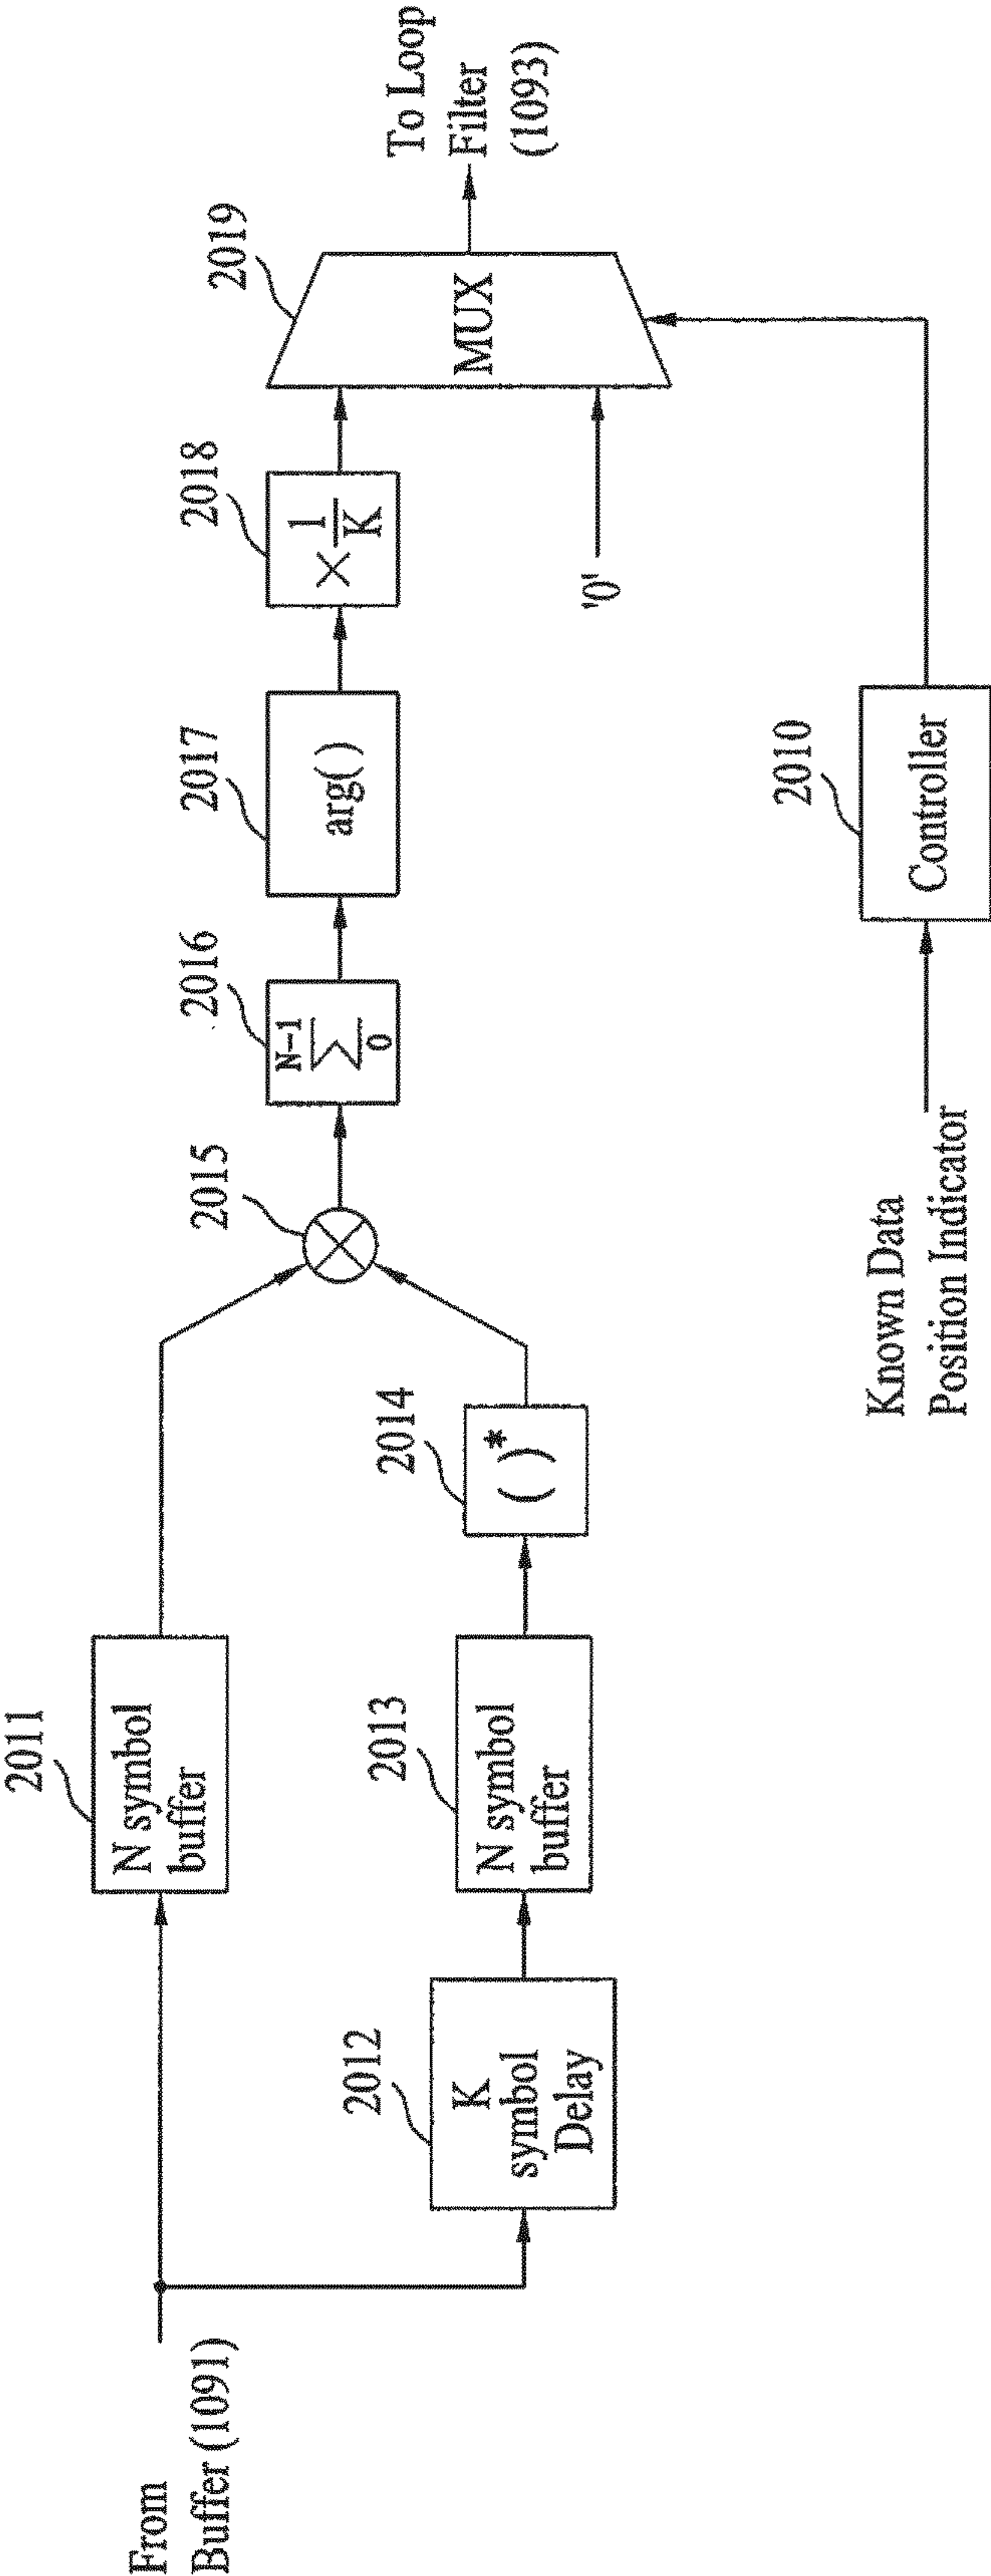 From
Buffer (1091)
2011
N symbol
buffer
2012
K
symbol
Delay
2013
N symbol
buffer
2014
( )*
2015
2016
N-1
∑
0
2017
arg( )
2018
× 1/K
2019
MUX
'0'
To Loop
Filter
(1093)
Known Data
Position Indicator
2010
Controller